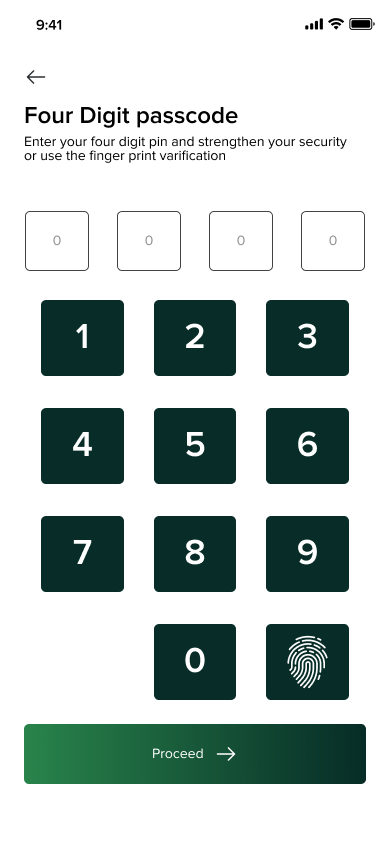 9:41
Four Digit passcode
Enter your four digit pin and strengthen your security
or use the finger print varification
0 0 0 0
1 2 3
4 5 6
7 8 9
0
Proceed